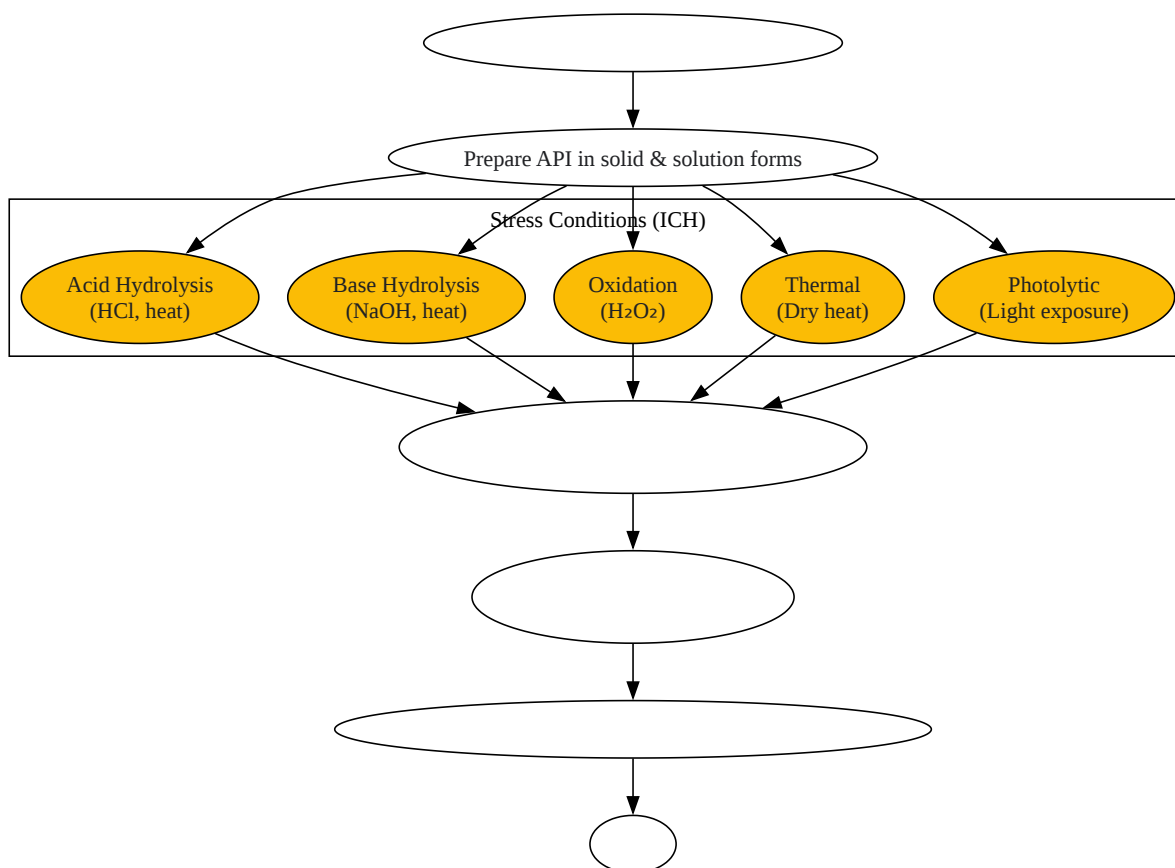 Prepare API in solid & solution forms
Stress Conditions (ICH)
Acid Hydrolysis
(HCl, heat)
Base Hydrolysis
(NaOH, heat)
Oxidation
(H₂O₂)
Thermal
(Dry heat)
Photolytic
(Light exposure)